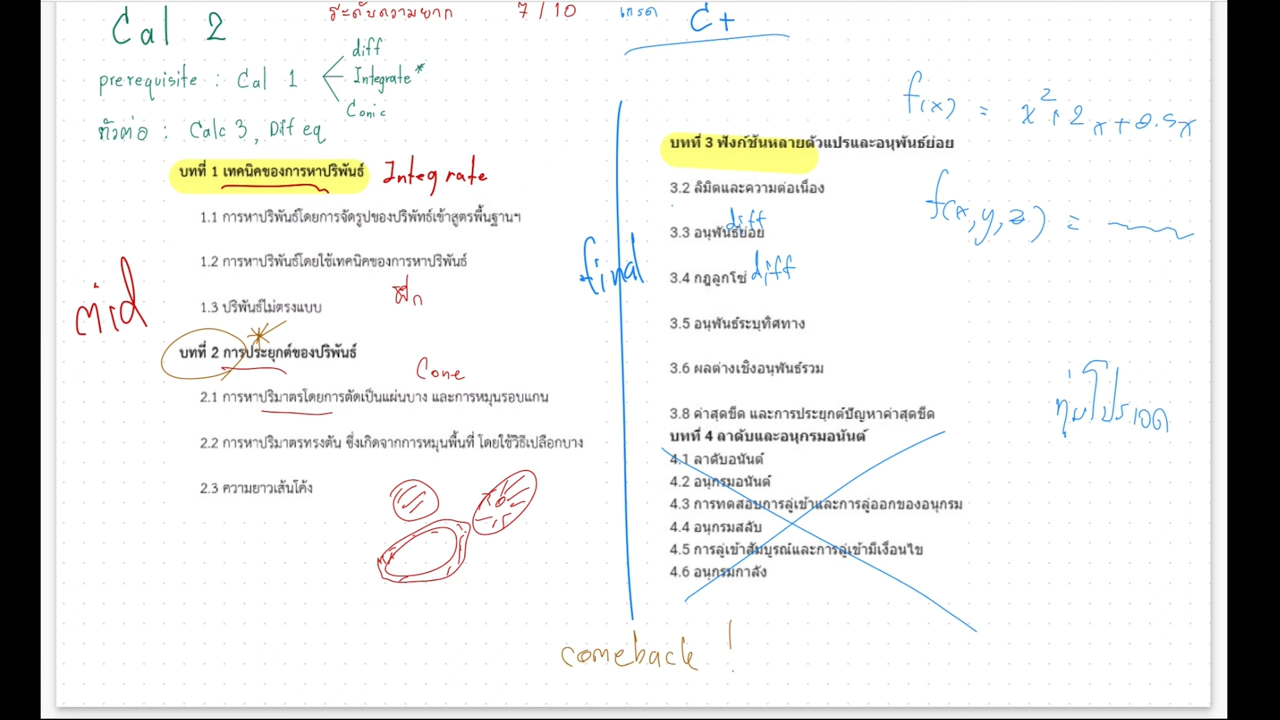 Cal 2
ระดับความยาก 7/10 เกรด C+
prerequisite : Cal 1
diff
Integrate*
Conic
ตัวต่อ : Calc 3, Dif eq
mid
บทที่ 1 เทคนิคของการหาปริพันธ์ Integrate
1.1 การหาปริพันธ์โดยการจัดรูปของปริพัทธ์เข้าสูตรพื้นฐานฯ
1.2 การหาปริพันธ์โดยใช้เทคนิคของการหาปริพันธ์
1.3 ปริพันธ์ไม่ตรงแบบ
บทที่ 2 การประยุกต์ของปริพันธ์
Cone
2.1 การหาปริมาตรโดยการตัดเป็นแผ่นบาง และการหมุนรอบแกน
2.2 การหาปริมาตรทรงตัน ซึ่งเกิดจากการหมุนพื้นที่ โดยใช้วิธีเปลือกบาง
2.3 ความยาวเส้นโค้ง
final
f(x) = x² + 2x + 0.5x
บทที่ 3 ฟังก์ชันหลายตัวแปรและอนุพันธ์ย่อย
f(x, y, z) =
3.2 ลิมิตและความต่อเนื่อง
3.3 อนุพันธ์ย่อย diff
3.4 กฎลูกโซ่ diff
3.5 อนุพันธ์ระบุทิศทาง
3.6 ผลต่างเชิงอนุพันธ์รวม
3.8 ค่าสุดขีด และการประยุกต์ปัญหาค่าสุดขีด
บทที่ 4 ลำดับและอนุกรมอนันต์
4.1 ลำดับอนันต์
4.2 อนุกรมอนันต์
4.3 การทดสอบการลู่เข้าและการลู่ออกของอนุกรม
4.4 อนุกรมสลับ
4.5 การลู่เข้าสัมบูรณ์และการลู่เข้ามีเงื่อนไข
4.6 อนุกรมกำลัง
comeback !